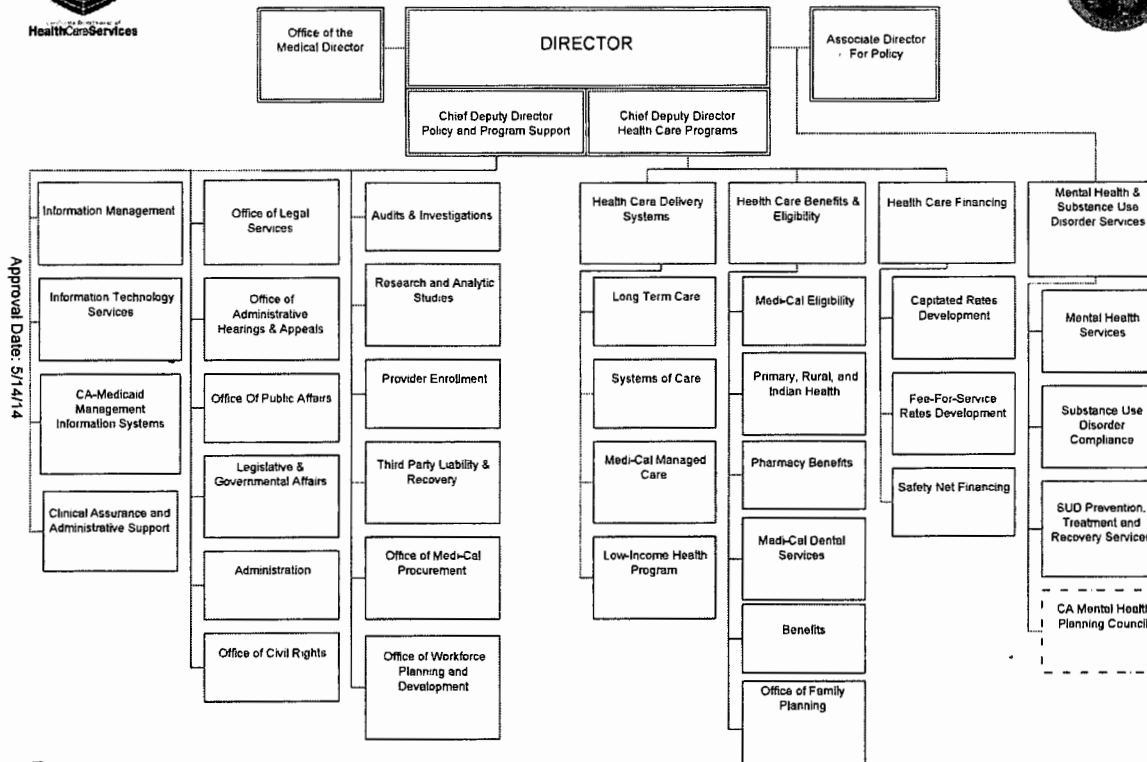 HealthCareServices
Office of the
Medical Director
DIRECTOR
Associate Director
For Policy
Chief Deputy Director
Policy and Program Support
Chief Deputy Director
Health Care Programs
Information Management
Information Technology
Services
CA-Medicaid
Management
Information Systems
Clinical Assurance and
Administrative Support
Office of Legal
Services
Office of
Administrative
Hearings & Appeals
Office Of Public Affairs
Legislative &
Governmental Affairs
Administration
Office of Civil Rights
Audits & Investigations
Research and Analytic
Studies
Provider Enrollment
Third Party Liability &
Recovery
Office of Medi-Cal
Procurement
Office of Workforce
Planning and
Development
Health Care Delivery
Systems
Long Term Care
Systems of Care
Medi-Cal Managed
Care
Low-Income Health
Program
Health Care Benefits &
Eligibility
Medi-Cal Eligibility
Primary, Rural, and
Indian Health
Pharmacy Benefits
Medi-Cal Dental
Services
Benefits
Office of Family
Planning
Health Care Financing
Capitated Rates
Development
Fee-For-Service
Rates Development
Safety Net Financing
Mental Health &
Substance Use
Disorder Services
Mental Health
Services
Substance Use
Disorder
Compliance
SUD Prevention,
Treatment and
Recovery Services
CA Mental Health
Planning Council
Approval Date: 5/14/14